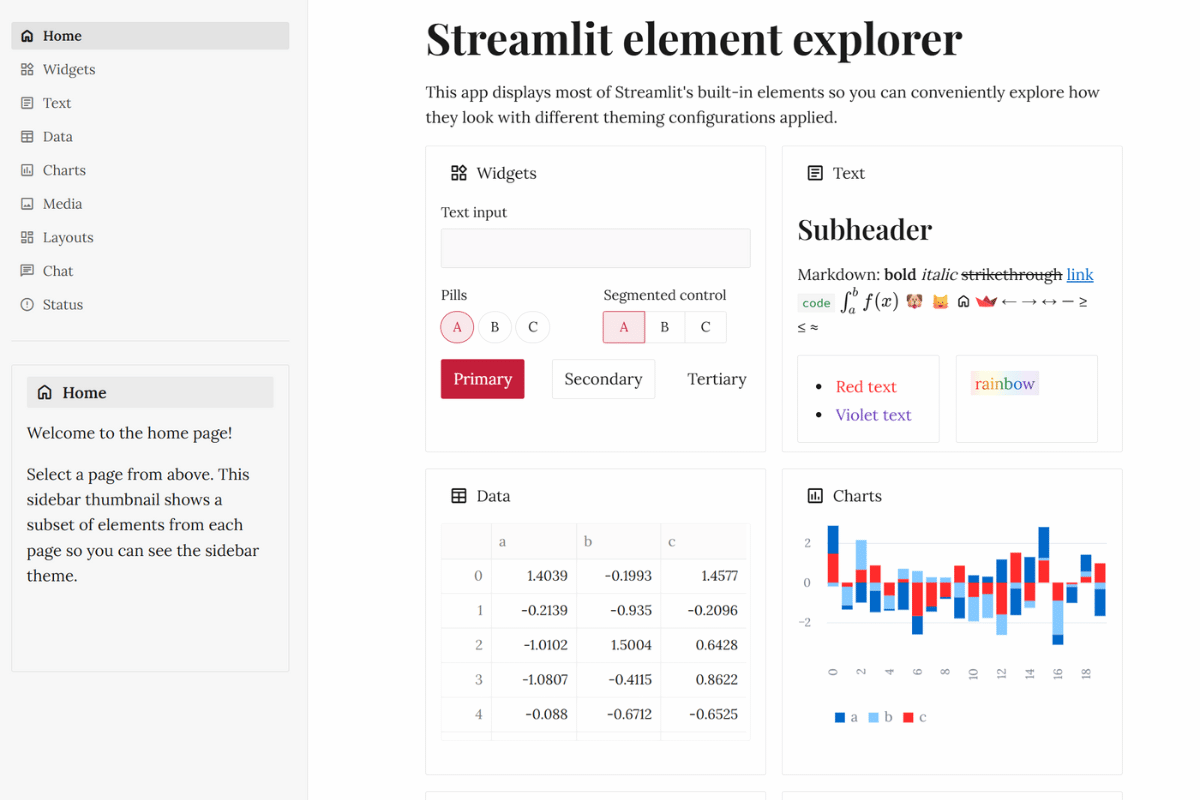 Home
Widgets
Text
Data
Charts
Media
Layouts
Chat
Status
Home
Welcome to the home page!
Select a page from above. This
sidebar thumbnail shows a
subset of elements from each
page so you can see the sidebar
theme.
Streamlit element explorer
This app displays most of Streamlit's built-in elements so you can conveniently explore how
they look with different theming configurations applied.
Widgets
Text input
Pills
A B C
Segmented control
A B C
Primary Secondary Tertiary
Text
Subheader
Markdown: bold italic strikethrough link
code ∫ₐᵇ f(x) 🐶 😺 ← → ↔ — ≥
≤ ≈
• Red text
• Violet text
rainbow
Data
a b c
0 1.4039 -0.1993 1.4577
1 -0.2139 -0.935 -0.2096
2 -1.0102 1.5004 0.6428
3 -1.0807 -0.4115 0.8622
4 -0.088 -0.6712 -0.6525
Charts
2
0
−2
0 2 4 6 8 10 12 14 16 18
a b c